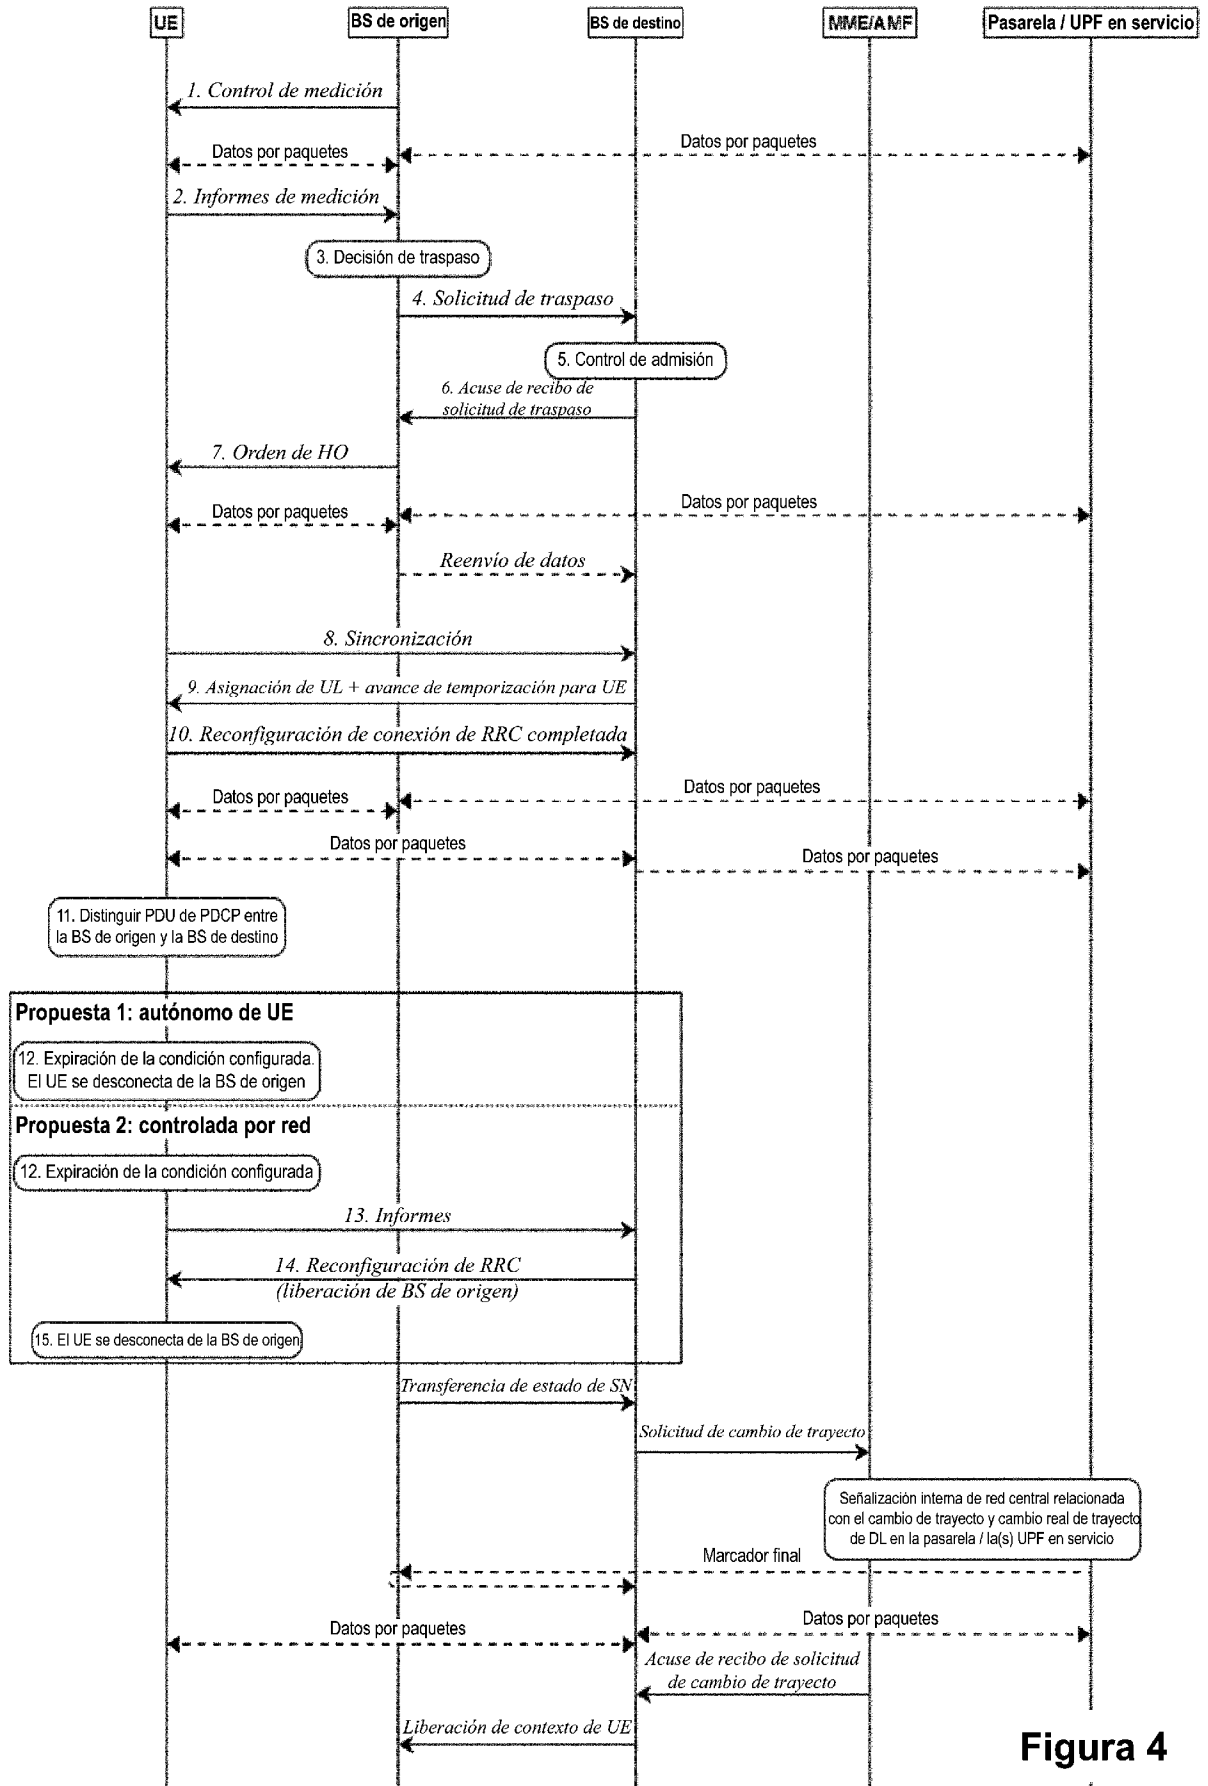 UE
BS de origen
BS de destino
MME/AMF
Pasarela / UPF en servicio
1. Control de medición
Datos por paquetes
Datos por paquetes
2. Informes de medición
3. Decisión de traspaso
4. Solicitud de traspaso
5. Control de admisión
6. Acuse de recibo de
solicitud de traspaso
7. Orden de HO
Datos por paquetes
Datos por paquetes
Reenvío de datos
8. Sincronización
9. Asignación de UL + avance de temporización para UE
10. Reconfiguración de conexión de RRC completada
Datos por paquetes
Datos por paquetes
Datos por paquetes
Datos por paquetes
11. Distinguir PDU de PDCP entre
la BS de origen y la BS de destino
Propuesta 1: autónomo de UE
12. Expiración de la condición configurada.
El UE se desconecta de la BS de origen
Propuesta 2: controlada por red
12. Expiración de la condición configurada
13. Informes
14. Reconfiguración de RRC
(liberación de BS de origen)
15. El UE se desconecta de la BS de origen
Transferencia de estado de SN
Solicitud de cambio de trayecto
Señalización interna de red central relacionada
con el cambio de trayecto y cambio real de trayecto
de DL en la pasarela / la(s) UPF en servicio
Marcador final
Datos por paquetes
Datos por paquetes
Acuse de recibo de solicitud
de cambio de trayecto
Liberación de contexto de UE
Figura 4